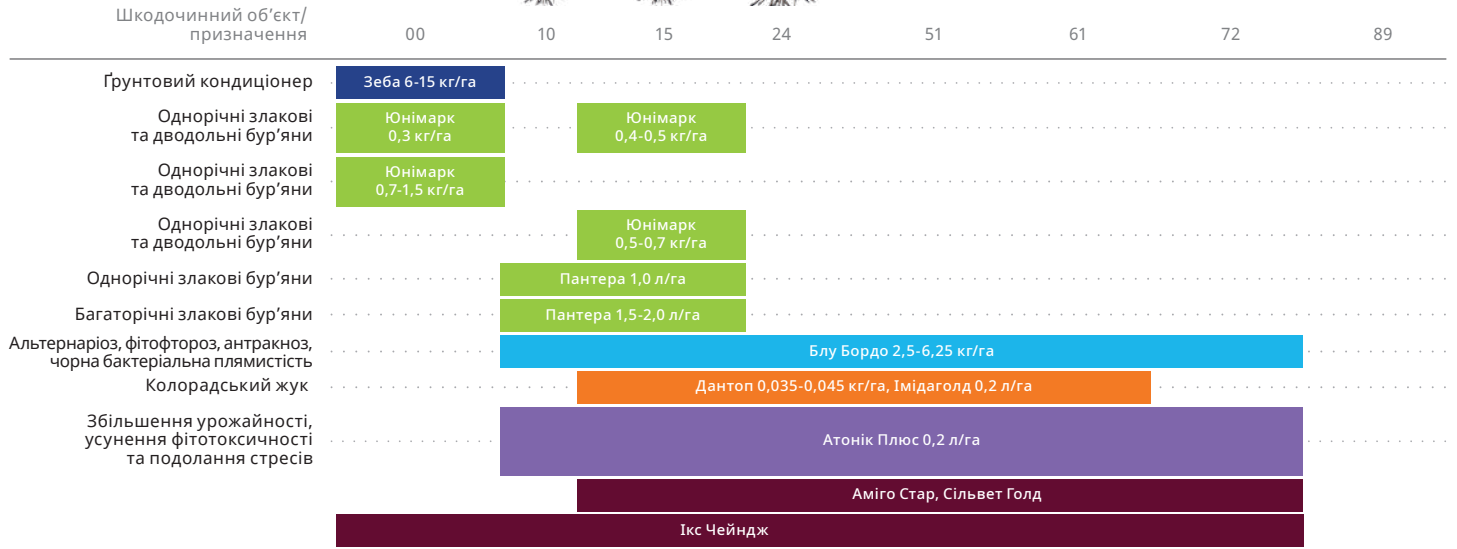 Шкодочинний об’єкт/
призначення
00 10 15 24 51 61 72 89
Ґрунтовий кондиціонер
Зеба 6-15 кг/га
Однорічні злакові
та дводольні бур’яни
Юнімарк
0,3 кг/га
Юнімарк
0,4-0,5 кг/га
Однорічні злакові
та дводольні бур’яни
Юнімарк
0,7-1,5 кг/га
Однорічні злакові
та дводольні бур’яни
Юнімарк
0,5-0,7 кг/га
Однорічні злакові бур’яни
Пантера 1,0 л/га
Багаторічні злакові бур’яни
Пантера 1,5-2,0 л/га
Альтернаріоз, фітофтороз, антракноз,
чорна бактеріальна плямистість
Блу Бордо 2,5-6,25 кг/га
Колорадський жук
Дантоп 0,035-0,045 кг/га, Імідаголд 0,2 л/га
Збільшення урожайності,
усунення фітотоксичності
та подолання стресів
Атонік Плюс 0,2 л/га
Аміго Стар, Сільвет Голд
Ікс Чейндж